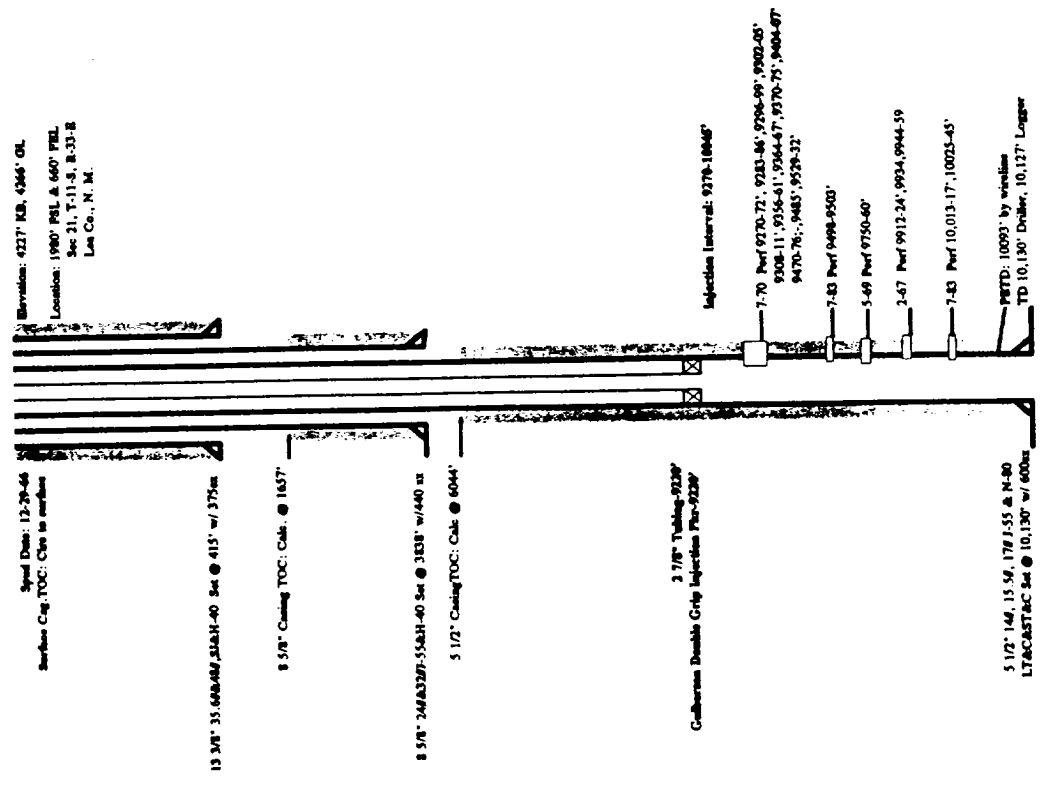 Spud Date: 12-29-66
Surface Csg.TOC: Circ to surface
13 3/8" 35.6#&48#,SJ&H-40 Set @ 415' w/ 375sx
8 5/8" Casing TOC: Calc. @ 1657'
8 5/8" 24#&32#J-55&H-40 Set @ 3838' w/440 sx
5 1/2" CasingTOC: Calc @ 6044'
2 7/8" Tubing-9220'
Guiberson Double Grip Injection Pkr-9220'
5 1/2" 14#, 15.5#, 17# J-55 & N-80
LT&CAST&C Set @ 10,130' w/ 600sx
Elevation: 4227' KB, 4266' GL
Location: 1980' FSL & 660' FEL
Sec 21, T-11-S, R-33-E
Lea Co., N. M.
Injection Interval: 9270-10045'
7-70 Perf 9270-72', 9283-86',9296-99',9302-05'
9308-11',9356-61',9364-67',9370-75',9404-07'
9470-76;-,9485',9529-32'
7-83 Perf 9498-9503'
5-69 Perf 9750-60'
2-67 Perf 9912-24',9934,9944-59
7-83 Perf 10,013-17',10025-45'
PBTD: 10093' by wireline
TD 10,130' Driller, 10,127' Logger